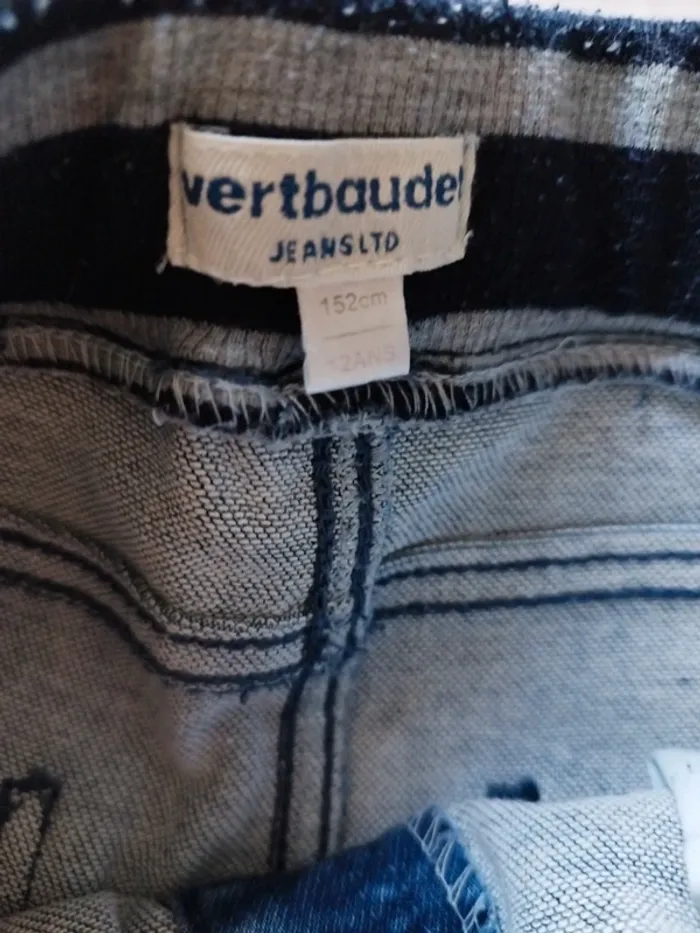 vertbaudet
JEANS LTD
152cm
12ANS